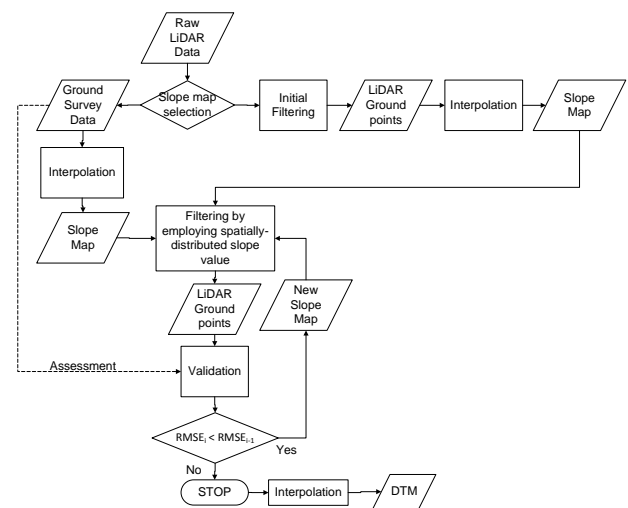 Raw
LiDAR
Data
Ground
Survey
Data
Slope map
selection
Initial
Filtering
LiDAR
Ground
points
Interpolation
Slope
Map
Interpolation
Slope
Map
Filtering by
employing spatially-
distributed slope
value
LiDAR
Ground
points
New
Slope
Map
Assessment
Validation
RMSEi < RMSEi-1
Yes
No
STOP
Interpolation
DTM